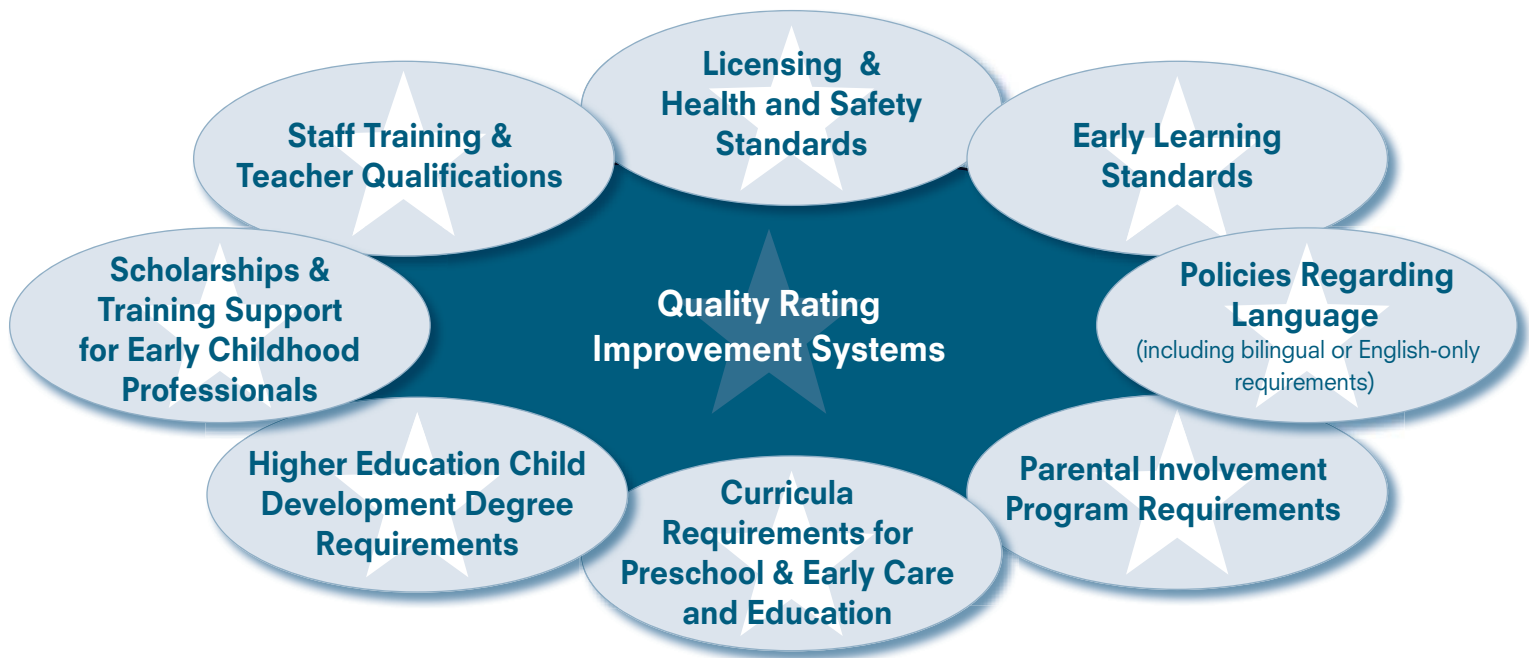 Licensing &
Health and Safety
Standards
Staff Training &
Teacher Qualifications
Early Learning
Standards
Scholarships &
Training Support
for Early Childhood
Professionals
Quality Rating
Improvement Systems
Policies Regarding
Language
(including bilingual or English-only
requirements)
Higher Education Child
Development Degree
Requirements
Curricula
Requirements for
Preschool & Early Care
and Education
Parental Involvement
Program Requirements